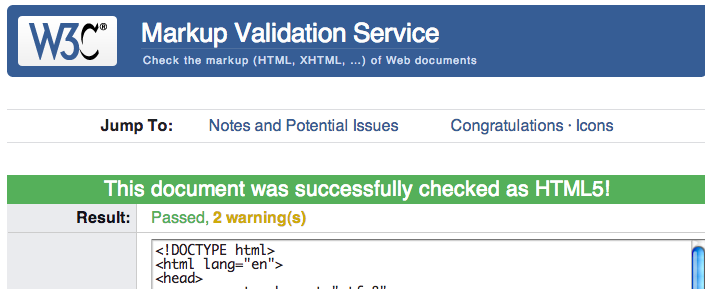 W3C®
Markup Validation Service
Check the markup (HTML, XHTML, …) of Web documents
Jump To: Notes and Potential Issues Congratulations · Icons
This document was successfully checked as HTML5!
Result: Passed, 2 warning(s)
<!DOCTYPE html>
<html lang="en">
<head>